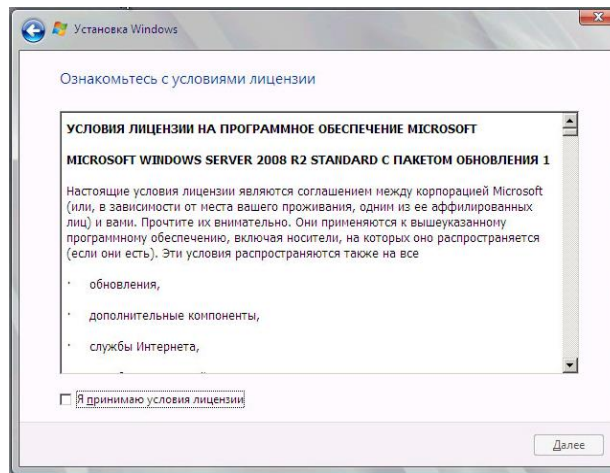 Установка Windows
Ознакомьтесь с условиями лицензии
УСЛОВИЯ ЛИЦЕНЗИИ НА ПРОГРАММНОЕ ОБЕСПЕЧЕНИЕ MICROSOFT
MICROSOFT WINDOWS SERVER 2008 R2 STANDARD С ПАКЕТОМ ОБНОВЛЕНИЯ 1
Настоящие условия лицензии являются соглашением между корпорацией Microsoft
(или, в зависимости от места вашего проживания, одним из ее аффилированных
лиц) и вами. Прочтите их внимательно. Они применяются к вышеуказанному
программному обеспечению, включая носители, на которых оно распространяется
(если они есть). Эти условия распространяются также на все
· обновления,
· дополнительные компоненты,
· службы Интернета,
Я принимаю условия лицензии
Далее